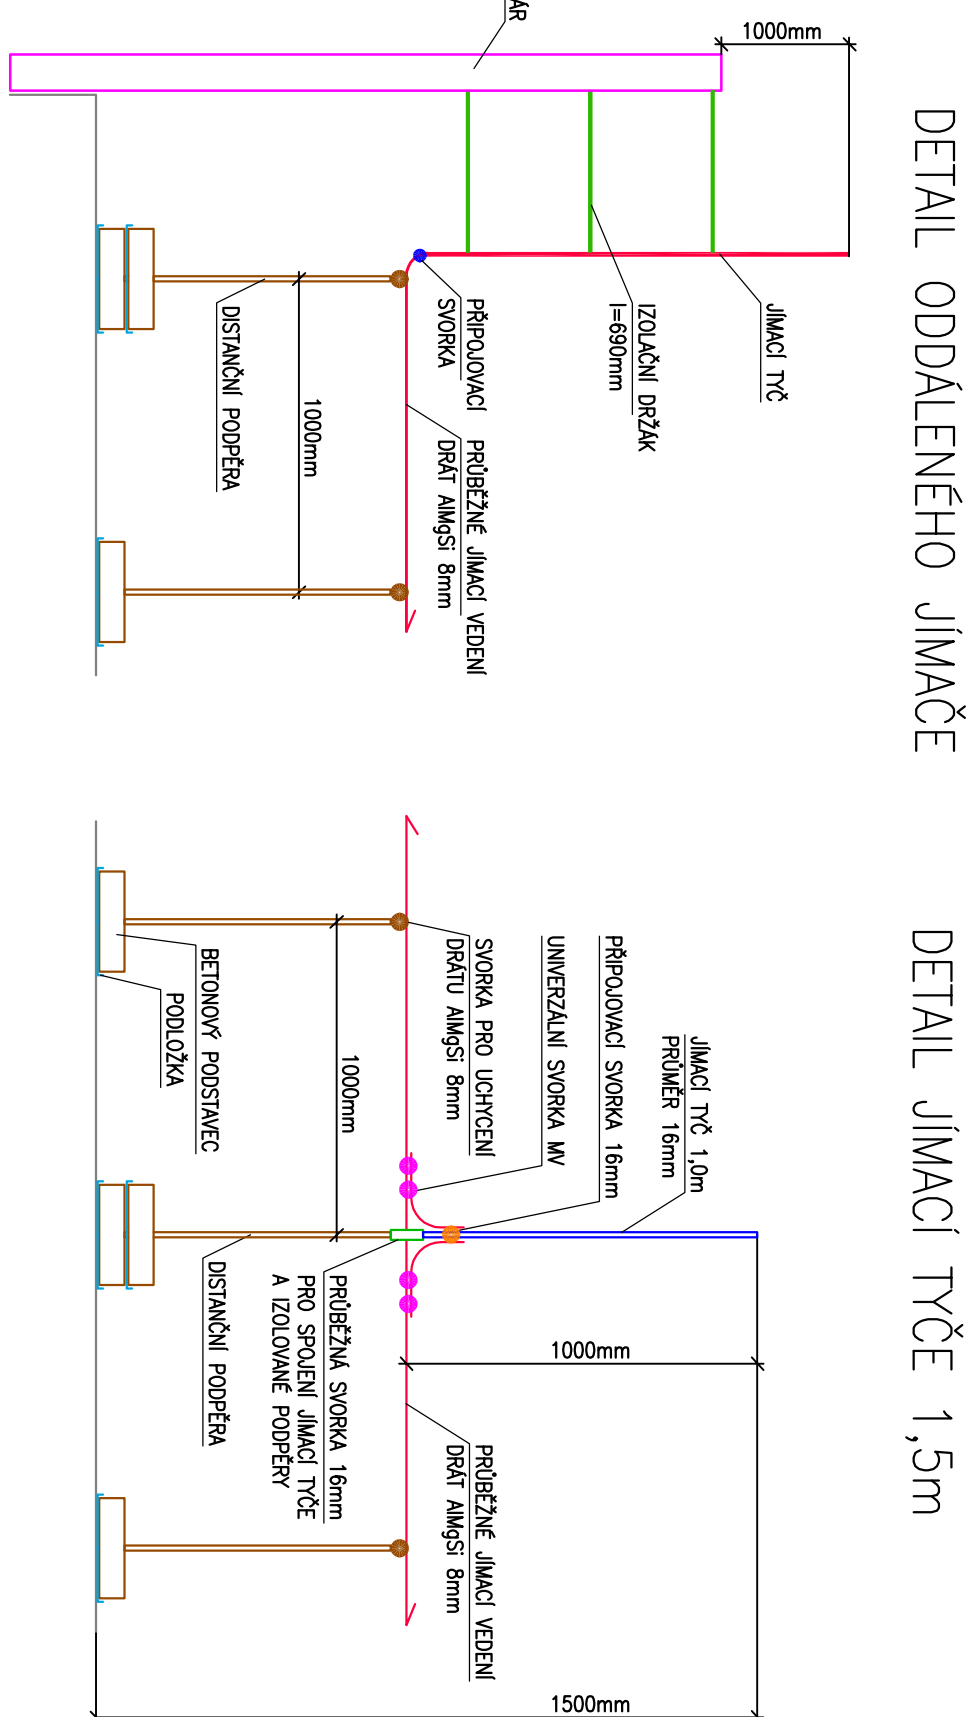 DETAIL ODDÁLENÉHO JÍMAČE
1000mm
JÍMACÍ TYČ
IZOLAČNÍ DRŽÁK
l=690mm
PŘIPOJOVACÍ
SVORKA
PRŮBĚŽNÉ JÍMACÍ VEDENÍ
DRÁT AlMgSi 8mm
1000mm
DISTANČNÍ PODPĚRA
DETAIL JÍMACÍ TYČE 1,5m
JÍMACÍ TYČ 1,0m
PRŮMĚR 16mm
PŘIPOJOVACÍ SVORKA 16mm
UNIVERZÁLNÍ SVORKA MV
SVORKA PRO UCHYCENÍ
DRÁTU AlMgSi 8mm
1000mm
BETONOVÝ PODSTAVEC
PODLOŽKA
1000mm
PRŮBĚŽNÁ SVORKA 16mm
PRO SPOJENÍ JÍMACÍ TYČE
A IZOLOVANÉ PODPĚRY
DISTANČNÍ PODPĚRA
PRŮBĚŽNÉ JÍMACÍ VEDENÍ
DRÁT AlMgSi 8mm
1500mm